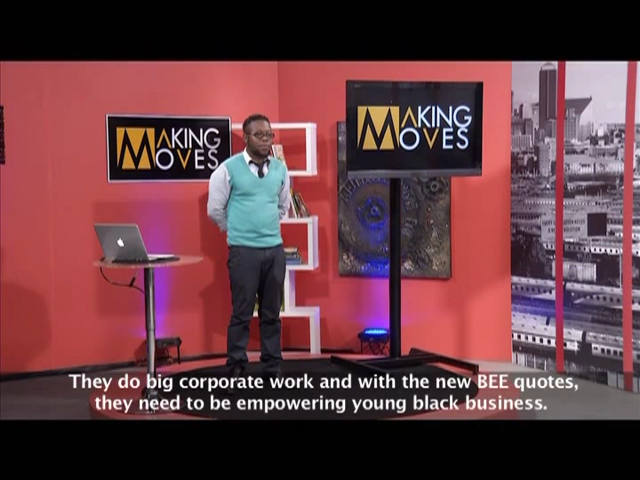 MAKING
MOVES
MAKING
MOVES
They do big corporate work and with the new BEE quotes,
they need to be empowering young black business.